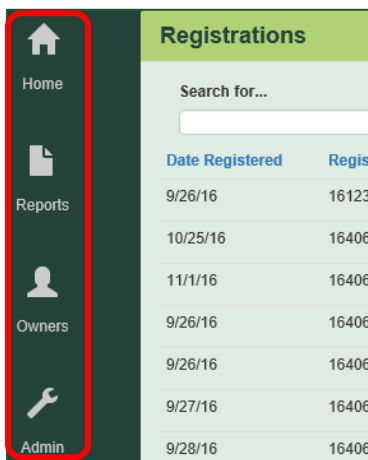 Home
Reports
Owners
Admin
Registrations
Search for...
Date Registered Regis
9/26/16 16123
10/25/16 16406
11/1/16 16406
9/26/16 16406
9/26/16 16406
9/27/16 16406
9/28/16 16406